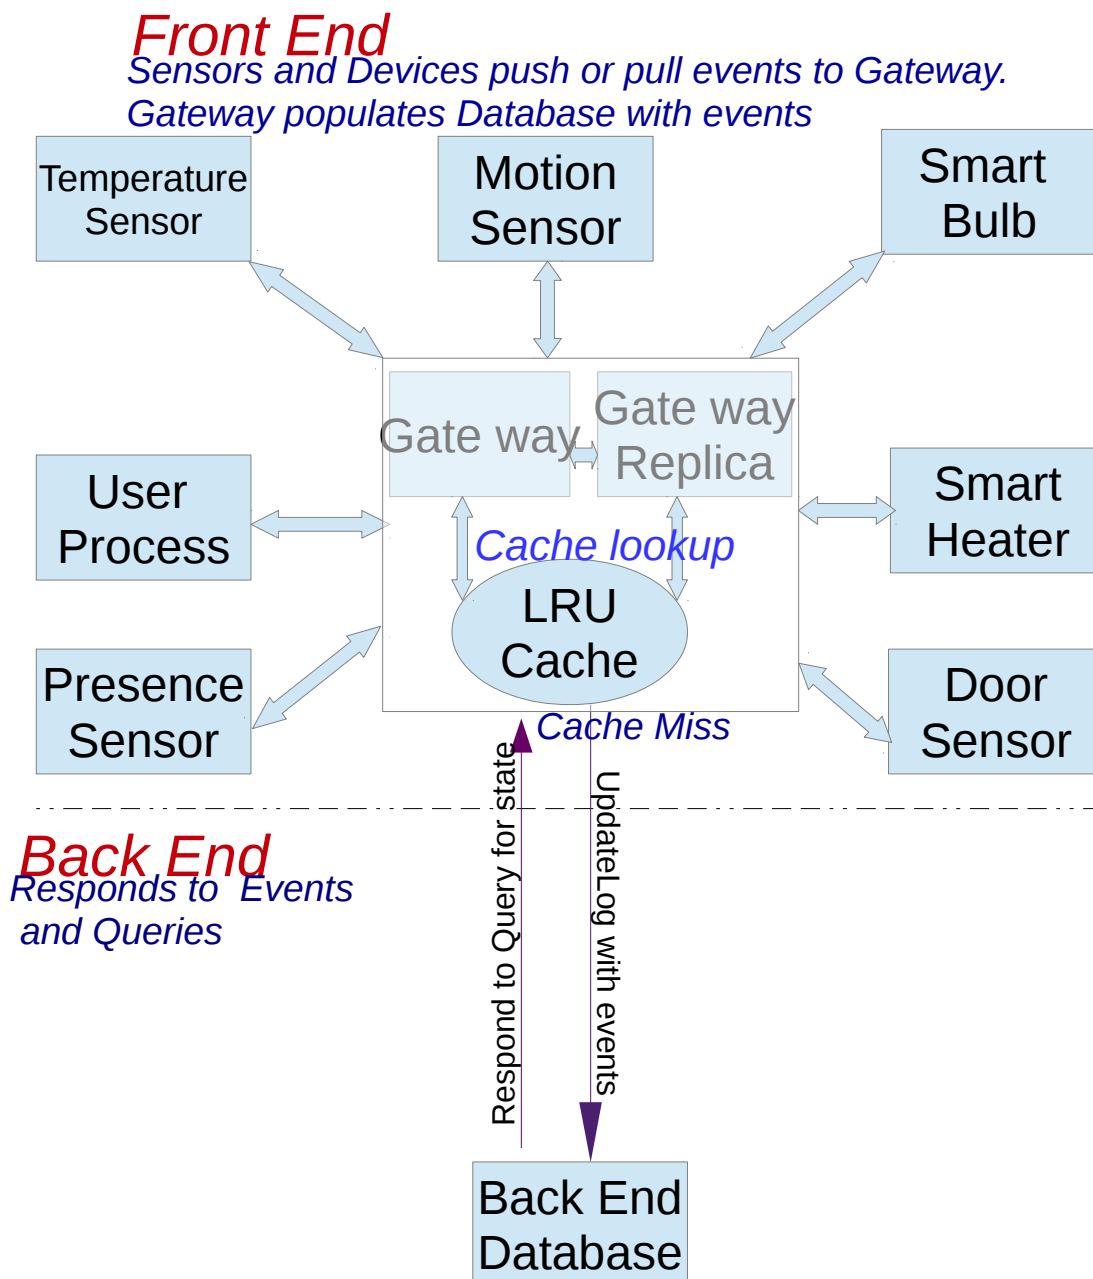 Front End
Sensors and Devices push or pull events to Gateway.
Gateway populates Database with events
Temperature
Sensor
Motion
Sensor
Smart
Bulb
Gate way
Gate way
Replica
User
Process
Smart
Heater
Cache lookup
LRU
Cache
Presence
Sensor
Door
Sensor
Cache Miss
Respond to Query for state
UpdateLog with events
Back End
Responds to  Events
and Queries
Back End
Database